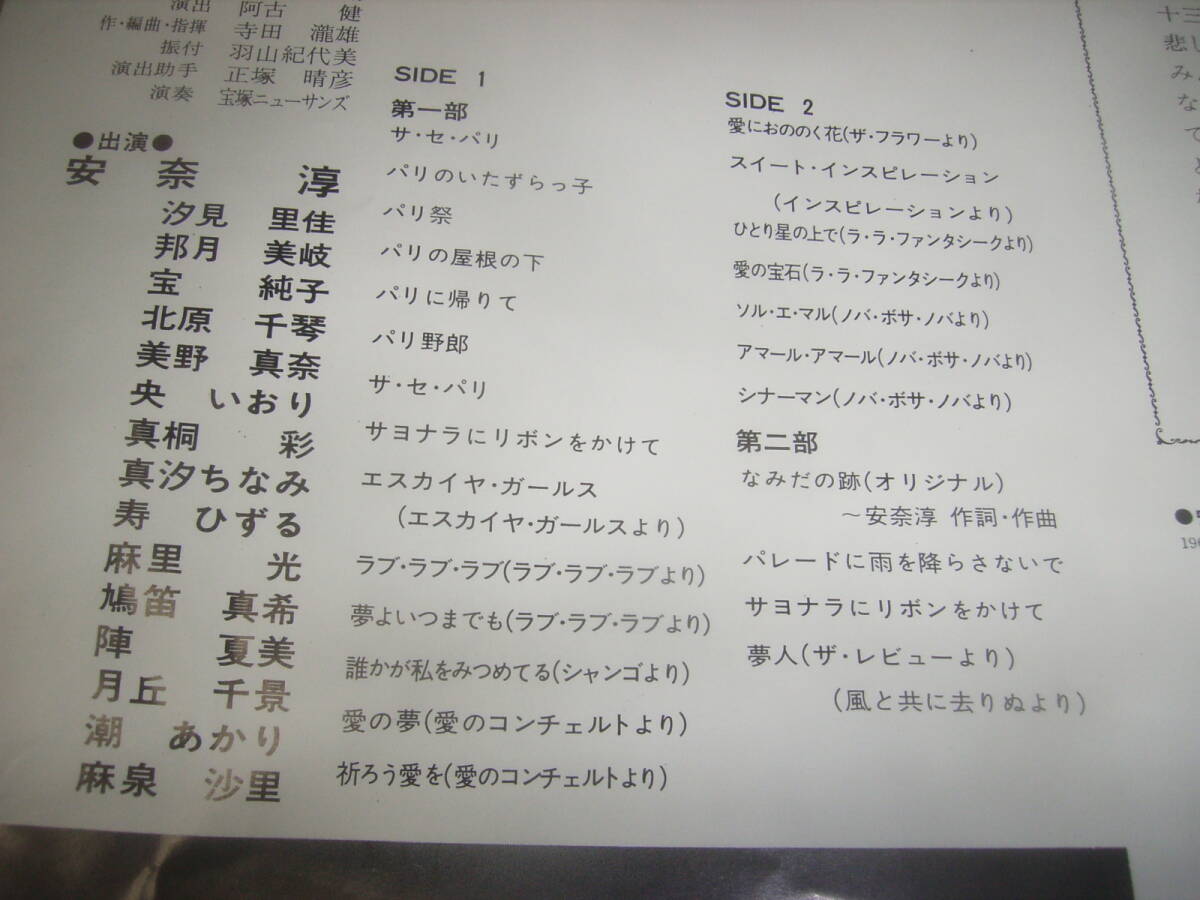 演出 阿古 健
作・編曲・指揮 寺田 瀧雄
振付 羽山紀代美
演出助手 正塚 晴彦
演奏 宝塚ニューサンズ
●出演●
安奈 淳
汐見 里佳
邦月 美岐
宝 純子
北原 千琴
美野 真奈
央 いおり
真桐 彩
真汐ちなみ
寿 ひずる
麻里 光
鳩笛 真希
陣 夏美
月丘 千景
潮 あかり
麻泉 沙里
SIDE 1
第一部
サ・セ・パリ
パリのいたずらっ子
パリ祭
パリの屋根の下
パリに帰りて
パリ野郎
サ・セ・パリ
サヨナラにリボンをかけて
エスカイヤ・ガールス
(エスカイヤ・ガールスより)
ラブ・ラブ・ラブ(ラブ・ラブ・ラブより)
夢よいつまでも(ラブ・ラブ・ラブより)
誰かが私をみつめてる(シャンゴより)
愛の夢(愛のコンチェルトより)
祈ろう愛を(愛のコンチェルトより)
SIDE 2
愛におののく花(ザ・フラワーより)
スイート・インスピレーション
(インスピレーションより)
ひとり星の上で(ラ・ラ・ファンタシークより)
愛の宝石(ラ・ラ・ファンタシークより)
ソル・エ・マル(ノバ・ボサ・ノバより)
アマール・アマール(ノバ・ボサ・ノバより)
シナーマン(ノバ・ボサ・ノバより)
第二部
なみだの跡(オリジナル)
～安奈淳 作詞・作曲
パレードに雨を降らさないで
サヨナラにリボンをかけて
夢人(ザ・レビューより)
(風と共に去りぬより)
十三
悲し
み
な
て